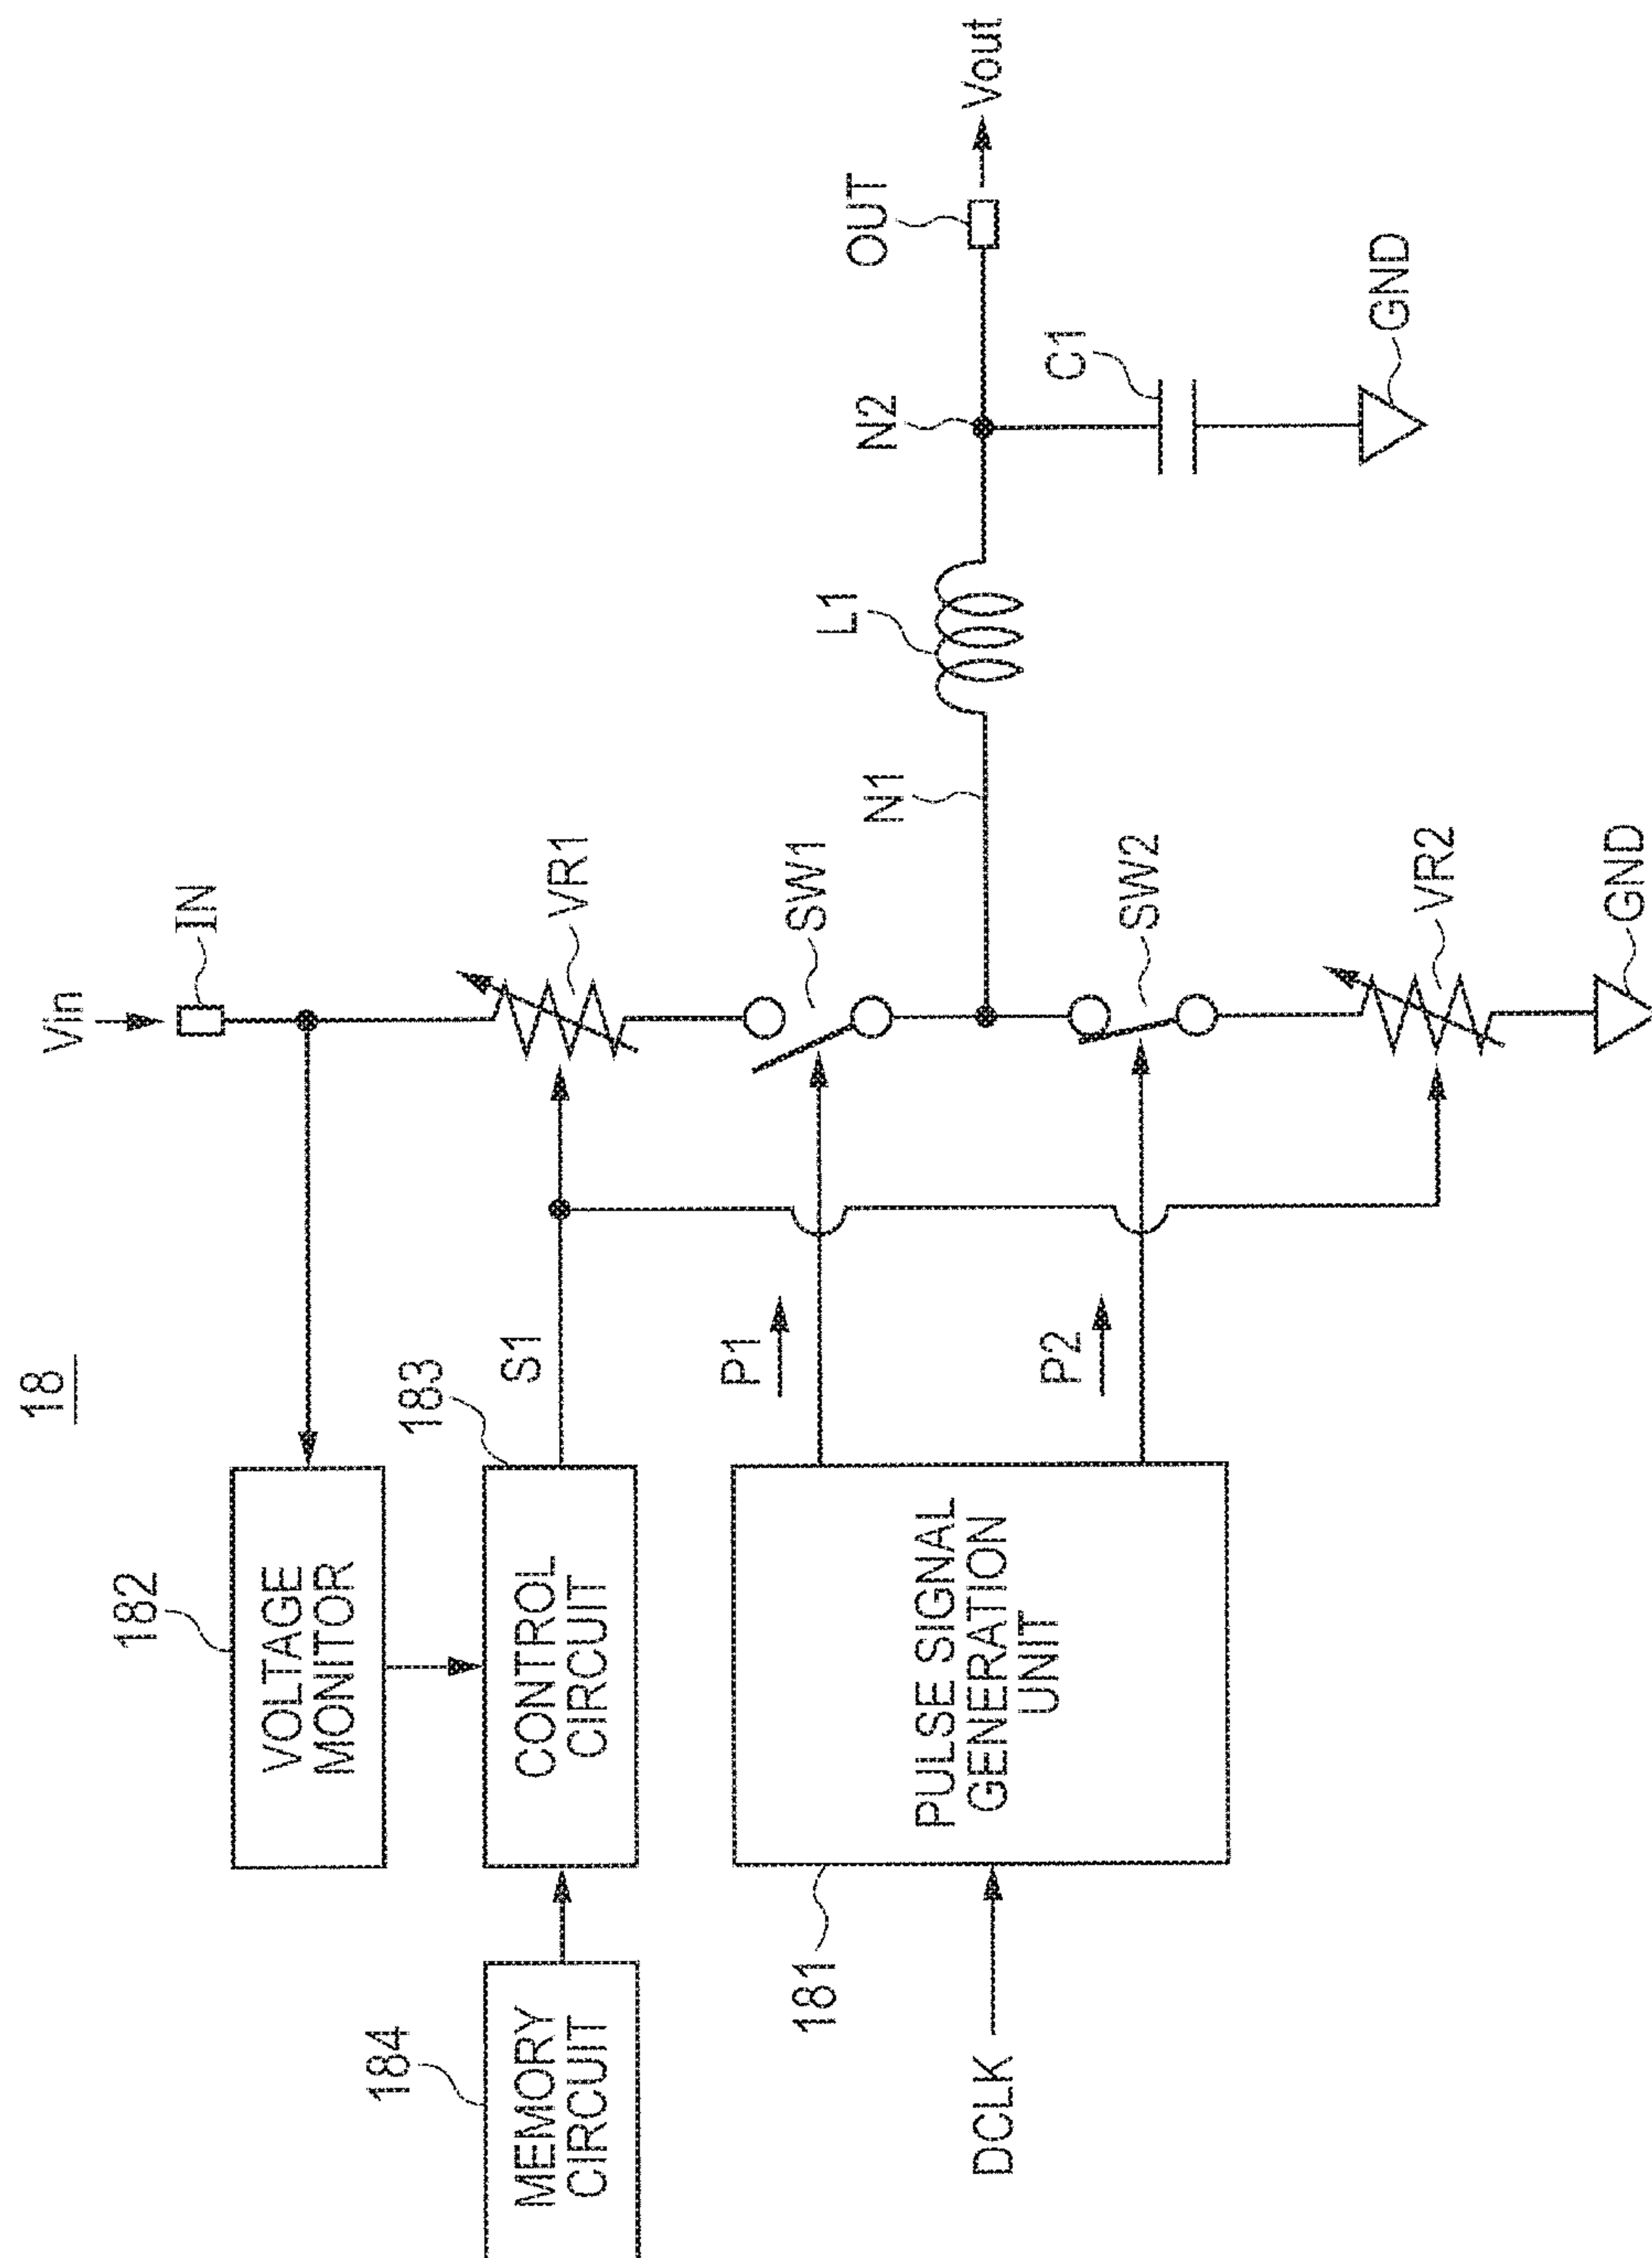 18
Vin
IN
182
VOLTAGE
MONITOR
184
MEMORY
CIRCUIT
183
CONTROL
CIRCUIT
S1
VR1
P1
SW1
181
PULSE SIGNAL
GENERATION
UNIT
DCLK
N1
L1
N2
OUT
Vout
C1
GND
P2
SW2
VR2
GND